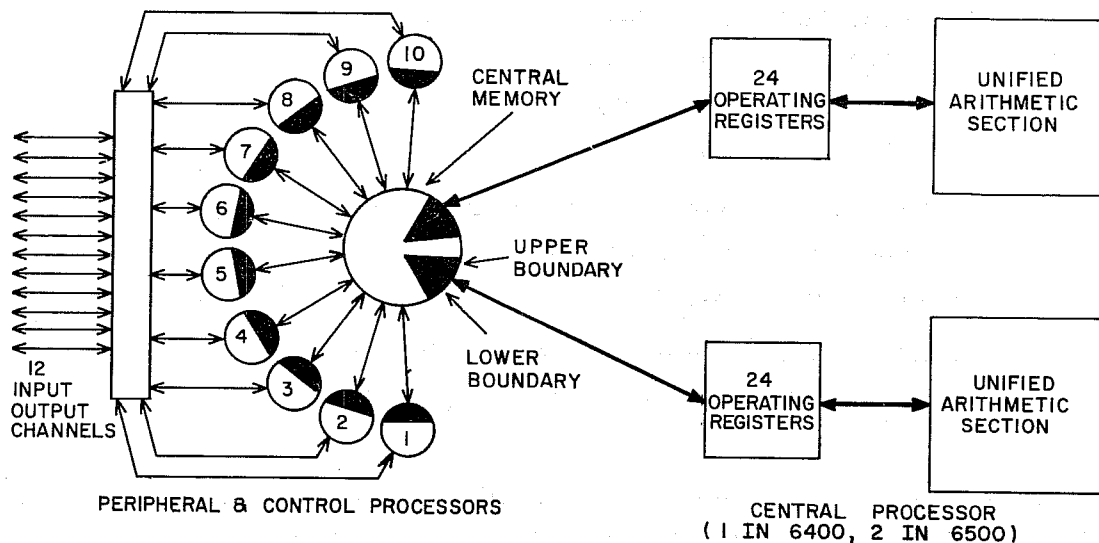 10
9
8
7
6
5
4
3
2
1
CENTRAL
MEMORY
UPPER
BOUNDARY
LOWER
BOUNDARY
24
OPERATING
REGISTERS
UNIFIED
ARITHMETIC
SECTION
24
OPERATING
REGISTERS
UNIFIED
ARITHMETIC
SECTION
12
INPUT
OUTPUT
CHANNELS
PERIPHERAL & CONTROL PROCESSORS
CENTRAL PROCESSOR
(1 IN 6400, 2 IN 6500)